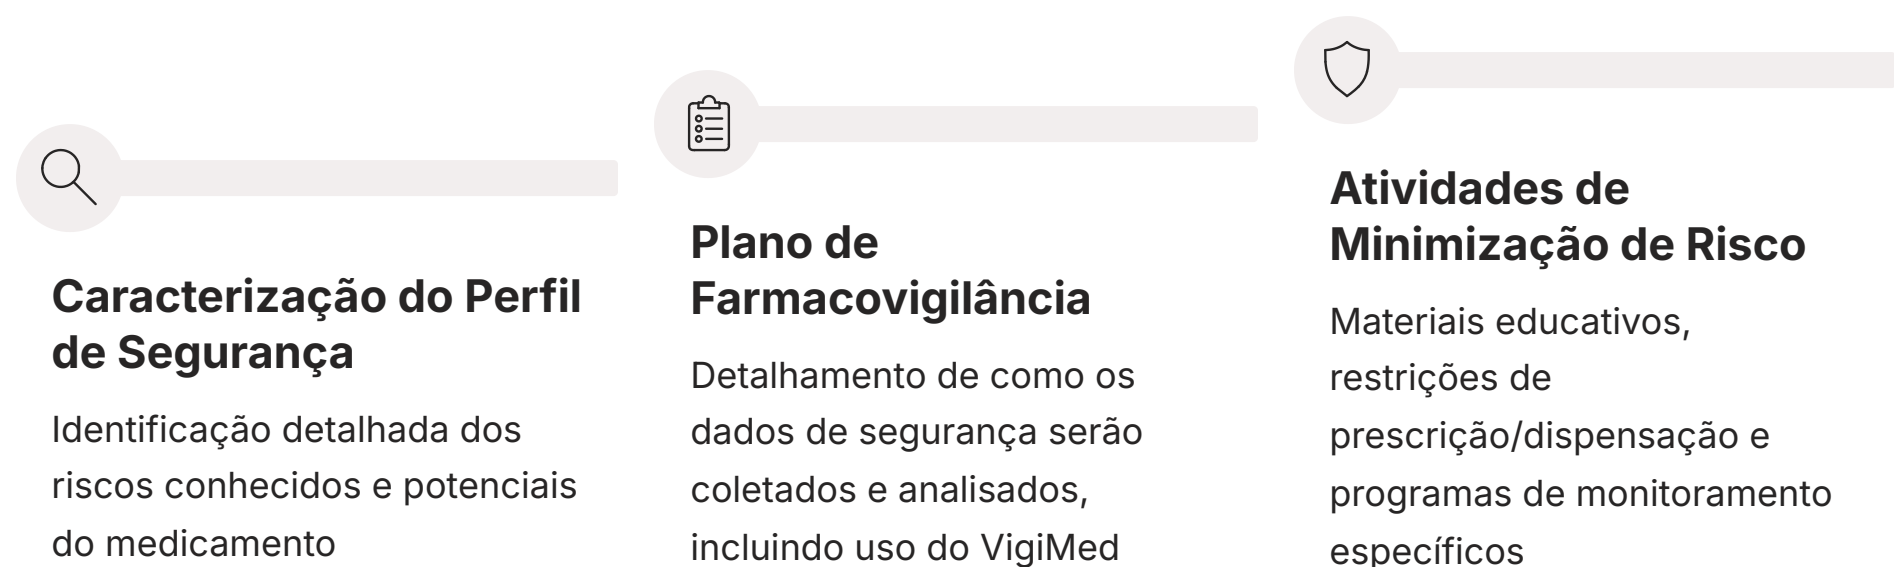 Caracterização do Perfil
de Segurança
Identificação detalhada dos
riscos conhecidos e potenciais
do medicamento
Plano de
Farmacovigilância
Detalhamento de como os
dados de segurança serão
coletados e analisados,
incluindo uso do VigiMed
Atividades de
Minimização de Risco
Materiais educativos,
restrições de
prescrição/dispensação e
programas de monitoramento
específicos